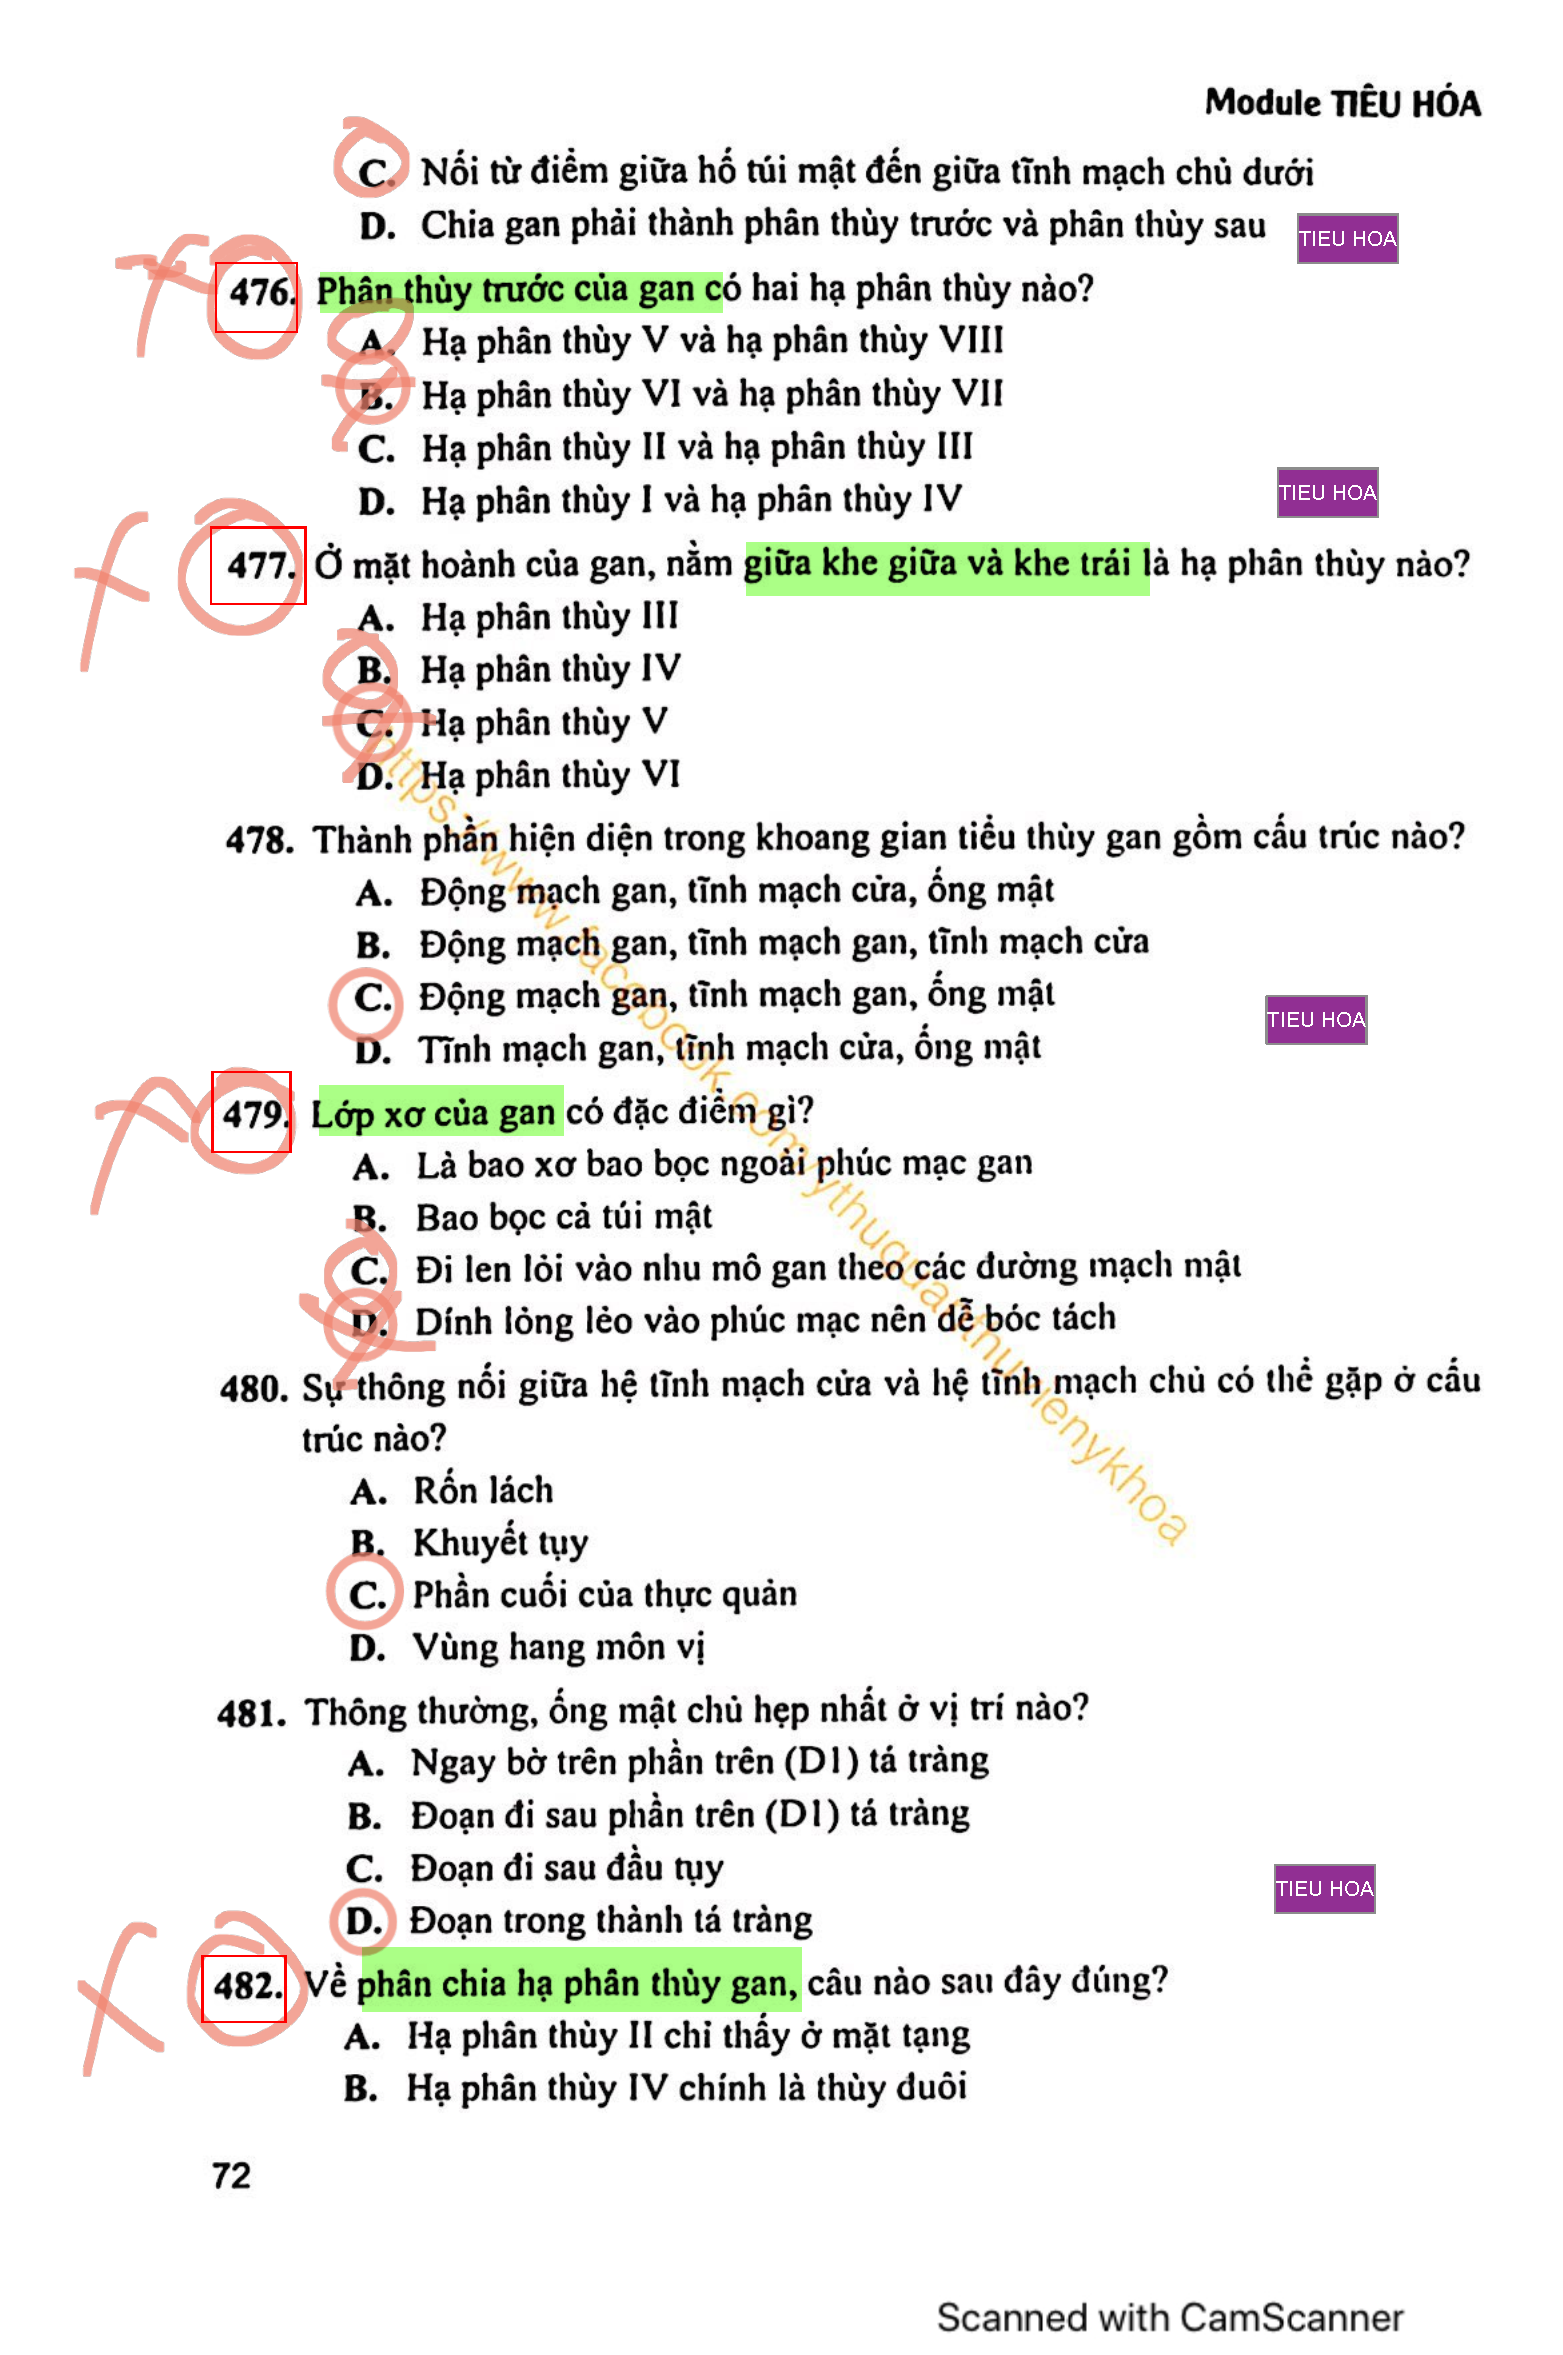 Module TIÊU HÓA
C. Nối từ điểm giữa hố túi mật đến giữa tĩnh mạch chủ dưới
D. Chia gan phải thành phân thùy trước và phân thùy sau
TIEU HOA
476. Phân thùy trước của gan có hai hạ phân thùy nào?
A. Hạ phân thùy V và hạ phân thùy VIII
B. Hạ phân thùy VI và hạ phân thùy VII
C. Hạ phân thùy II và hạ phân thùy III
D. Hạ phân thùy I và hạ phân thùy IV
TIEU HOA
477. Ở mặt hoành của gan, nằm giữa khe giữa và khe trái là hạ phân thùy nào?
A. Hạ phân thùy III
B. Hạ phân thùy IV
C. Hạ phân thùy V
D. Hạ phân thùy VI
478. Thành phần hiện diện trong khoang gian tiểu thùy gan gồm cấu trúc nào?
A. Động mạch gan, tĩnh mạch cửa, ống mật
B. Động mạch gan, tĩnh mạch gan, tĩnh mạch cửa
C. Động mạch gan, tĩnh mạch gan, ống mật
D. Tĩnh mạch gan, tĩnh mạch cửa, ống mật
TIEU HOA
479. Lớp xơ của gan có đặc điểm gì?
A. Là bao xơ bao bọc ngoài phúc mạc gan
B. Bao bọc cả túi mật
C. Đi len lỏi vào nhu mô gan theo các đường mạch mật
D. Dính lỏng lẻo vào phúc mạc nên dễ bóc tách
480. Sự thông nối giữa hệ tĩnh mạch cửa và hệ tĩnh mạch chủ có thể gặp ở cấu
trúc nào?
A. Rốn lách
B. Khuyết tụy
C. Phần cuối của thực quản
D. Vùng hang môn vị
481. Thông thường, ống mật chủ hẹp nhất ở vị trí nào?
A. Ngay bờ trên phần trên (D1) tá tràng
B. Đoạn đi sau phần trên (D1) tá tràng
C. Đoạn đi sau đầu tụy
D. Đoạn trong thành tá tràng
TIEU HOA
482. Về phân chia hạ phân thùy gan, câu nào sau đây đúng?
A. Hạ phân thùy II chỉ thấy ở mặt tạng
B. Hạ phân thùy IV chính là thùy đuôi
https://www.facebook.com/ythuquanthuvienykhoa
72
Scanned with CamScanner